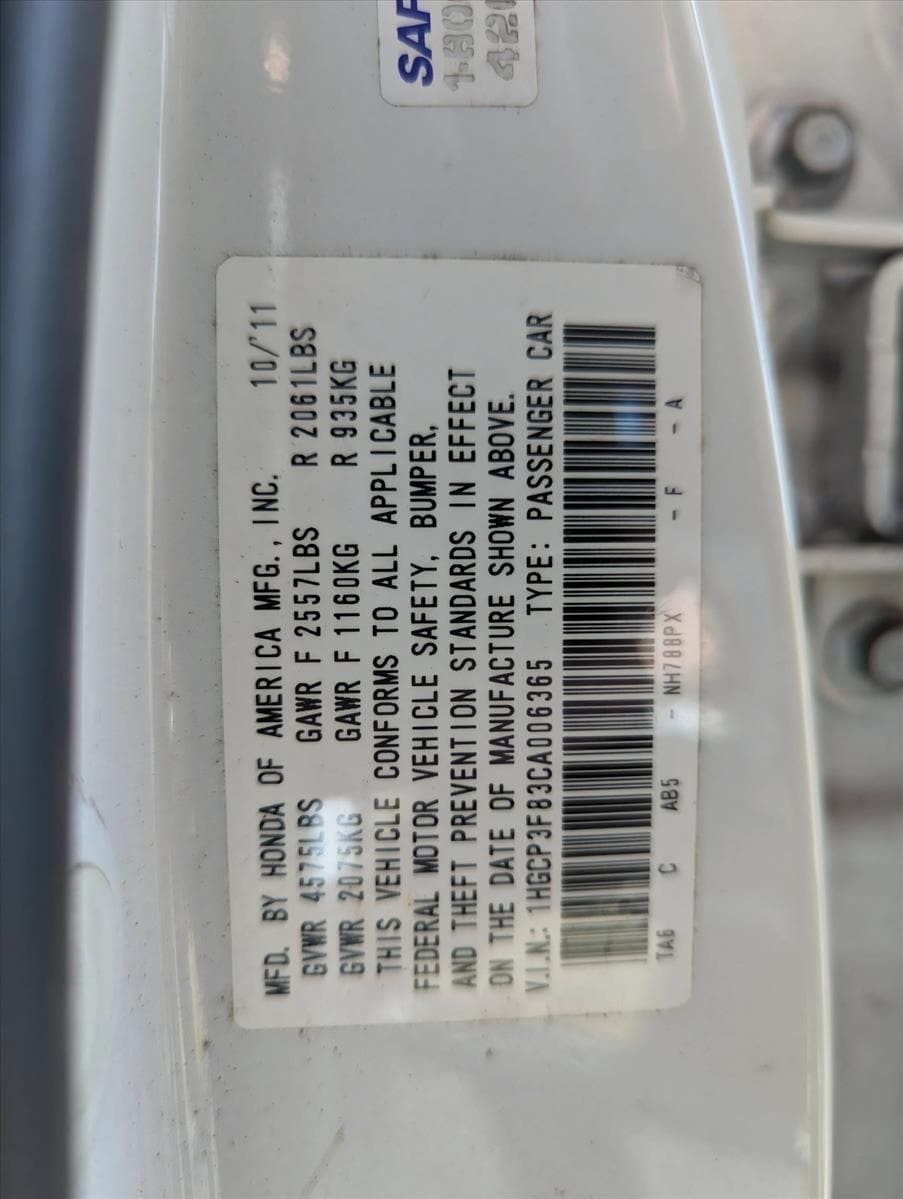 MFD. BY HONDA OF AMERICA MFG., INC. 10/'11
GVWR 4575LBS GAWR F 2557LBS R 2061LBS
GVWR 2075KG GAWR F 1160KG R 935KG
THIS VEHICLE CONFORMS TO ALL APPLICABLE
FEDERAL MOTOR VEHICLE SAFETY, BUMPER,
AND THEFT PREVENTION STANDARDS IN EFFECT
ON THE DATE OF MANUFACTURE SHOWN ABOVE.
V.I.N.: 1HGCP3F83CA006365 TYPE: PASSENGER CAR
TA6 C AB5 - NH788PX - F - A